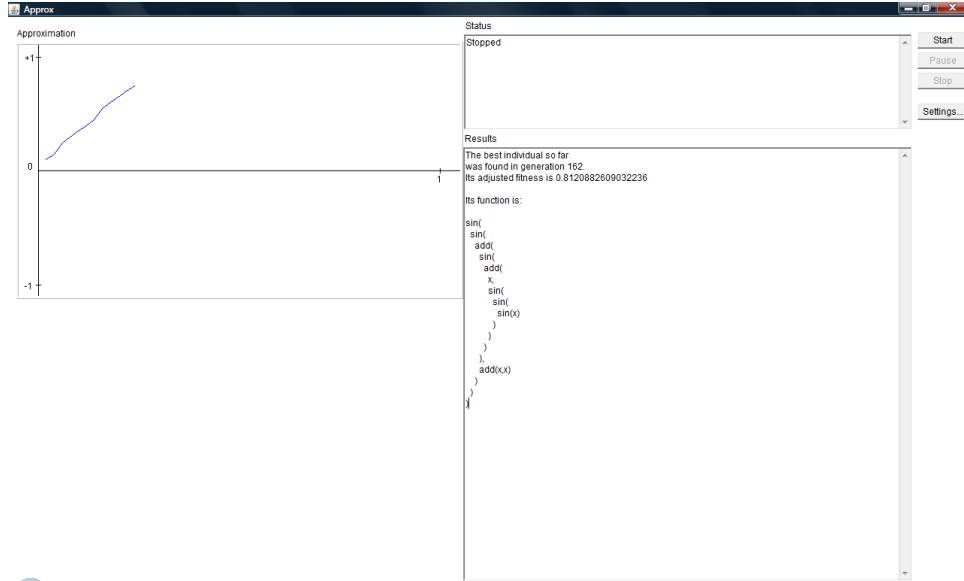 Approx
Approximation
+1
0
1
-1
Status
Stopped
Start
Pause
Stop
Settings...
Results
The best individual so far
was found in generation 162.
Its adjusted fitness is 0.8120882609032236
Its function is:
sin(
sin(
add(
sin(
add(
x,
sin(
sin(
sin(x)
)
)
)
),
add(x,x)
)
)
)